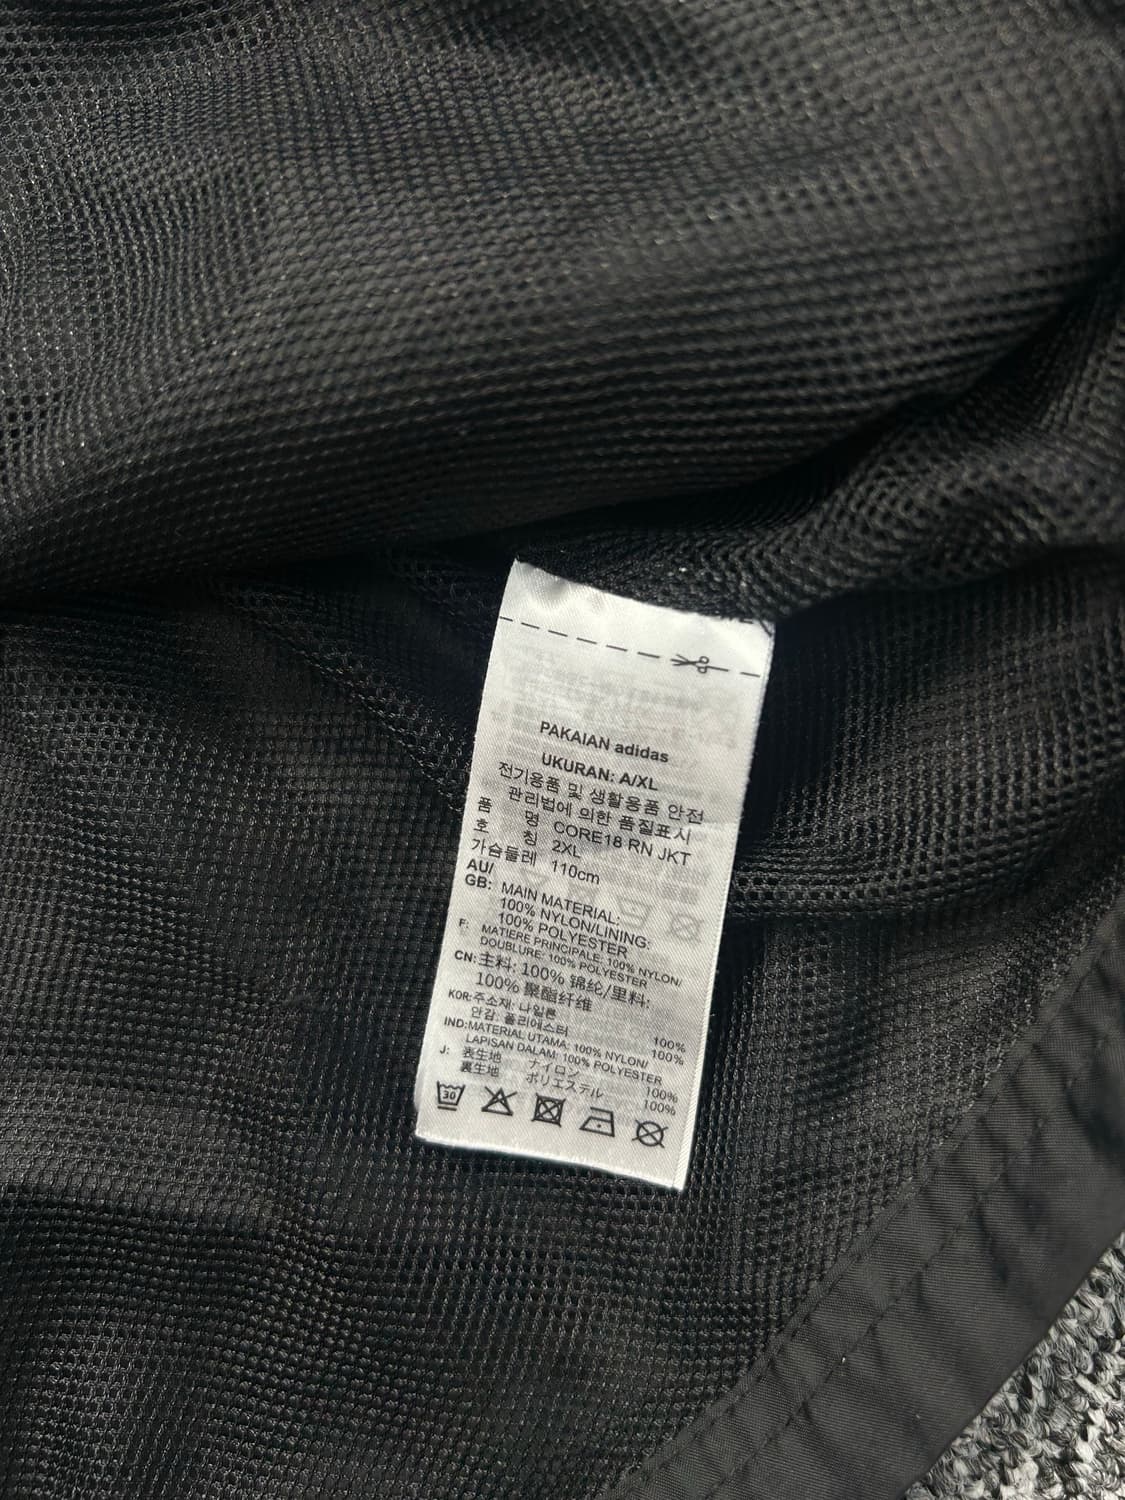 PAKAIAN adidas
UKURAN: A/XL
전기용품 및 생활용품 안전
관리법에 의한 품질표시
품 명 CORE18 RN JKT
호 칭 2XL
가슴둘레 110cm
AU/
GB: MAIN MATERIAL:
100% NYLON/LINING:
100% POLYESTER
F: MATIERE PRINCIPALE: 100% NYLON/
DOUBLURE: 100% POLYESTER
CN: 主料: 100% 锦纶/里料:
100% 聚酯纤维
KOR: 주소재: 나일론 100%
안감: 폴리에스터 100%
IND: MATERIAL UTAMA: 100% NYLON/
LAPISAN DALAM: 100% POLYESTER
J: 表生地 ナイロン 100%
裏生地 ポリエステル 100%
30